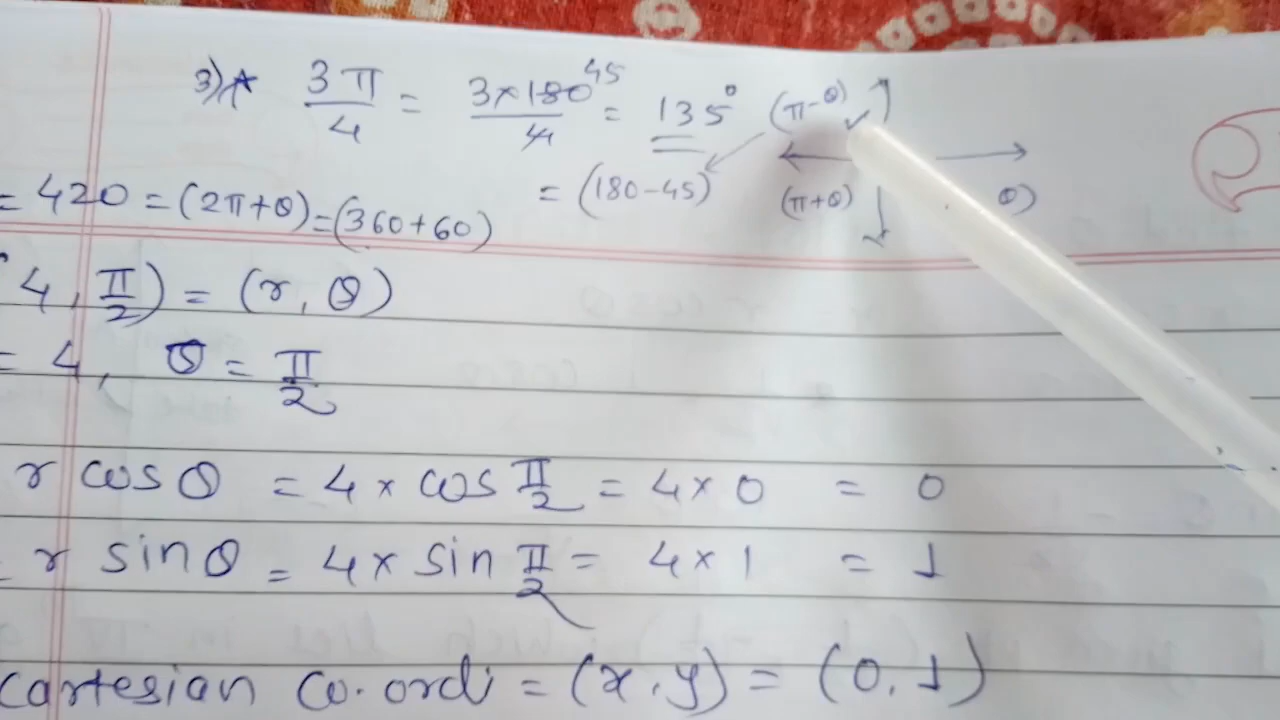 3) 3π/4 = 3×180/4 45 = 135° (π-θ)
= (180-45) (π+θ) θ)
= 420 = (2π+θ) = (360+60)
4, π/2) = (r, θ)
= 4, θ = π/2
r cos θ = 4 × cos π/2 = 4×0 = 0
r sin θ = 4× sin π/2 = 4×1 = 1
Cartesian Co.ordi = (x, y) = (0, 1)